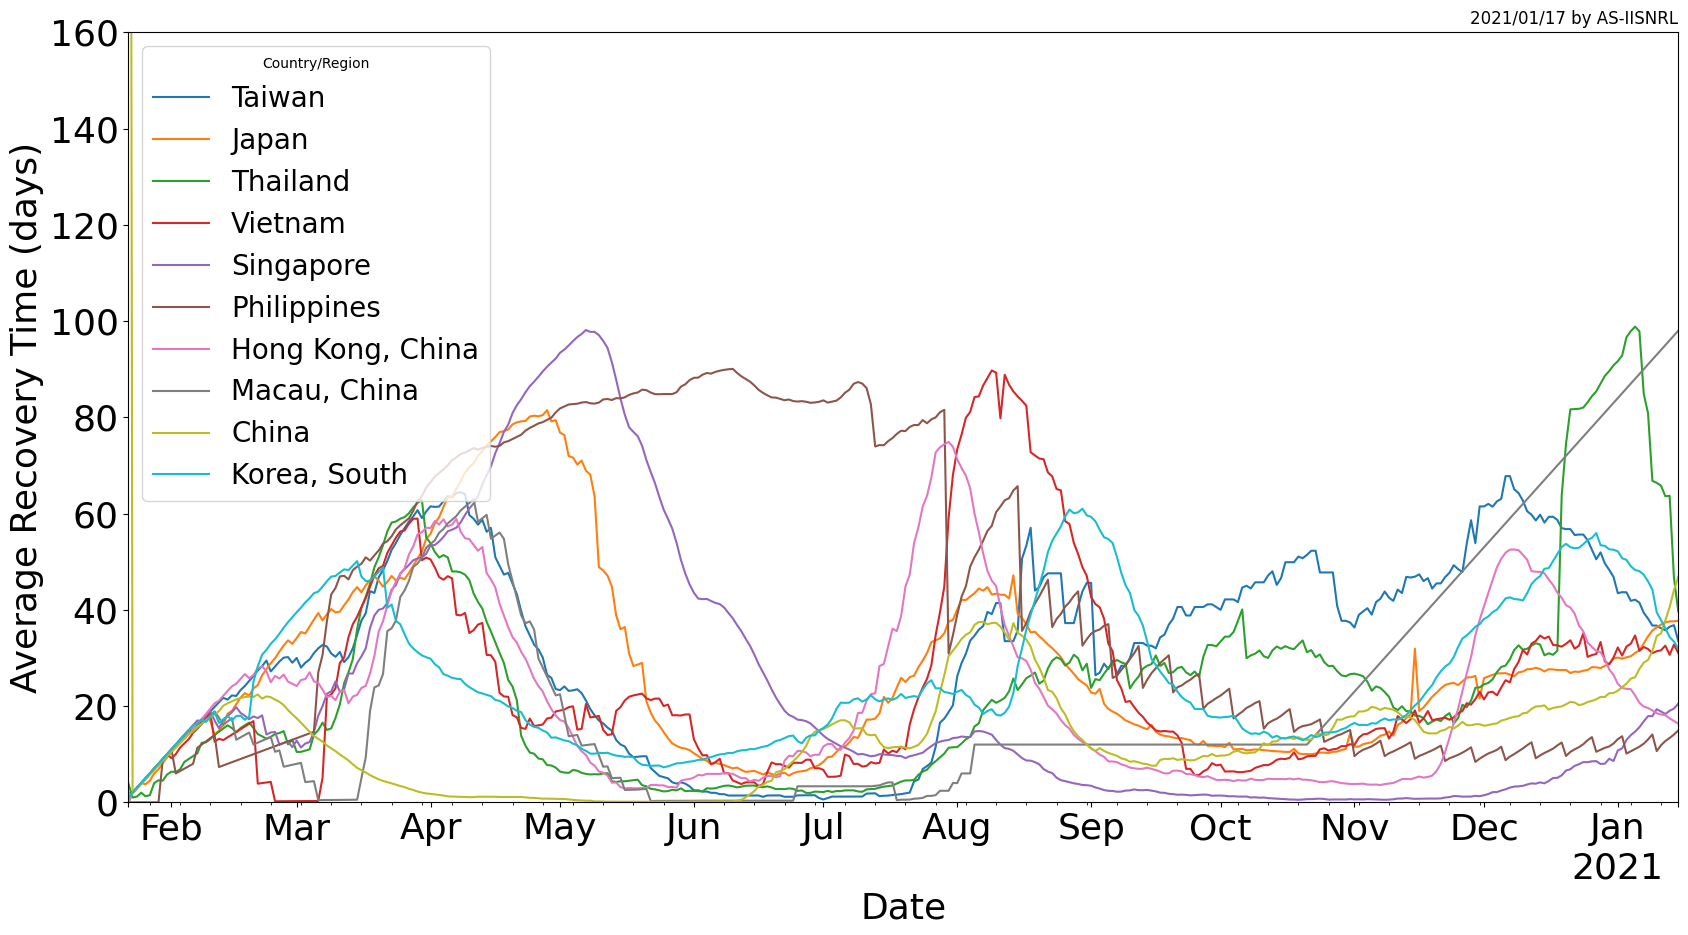 2021/01/17 by AS-IISNRL
160
140
120
100
80
60
40
20
0
Average Recovery Time (days)
Country/Region
Taiwan
Japan
Thailand
Vietnam
Singapore
Philippines
Hong Kong, China
Macau, China
China
Korea, South
Feb Mar Apr May Jun Jul Aug Sep Oct Nov Dec Jan
2021
Date